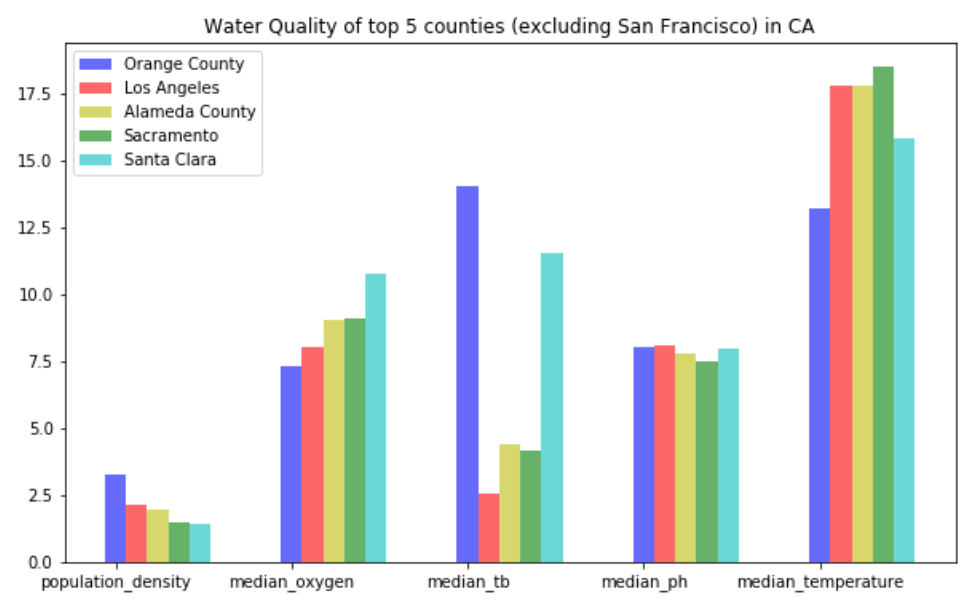 Water Quality of top 5 counties (excluding San Francisco) in CA
Orange County
Los Angeles
Alameda County
Sacramento
Santa Clara
17.5
15.0
12.5
10.0
7.5
5.0
2.5
0.0
population_density median_oxygen median_tb median_ph median_temperature